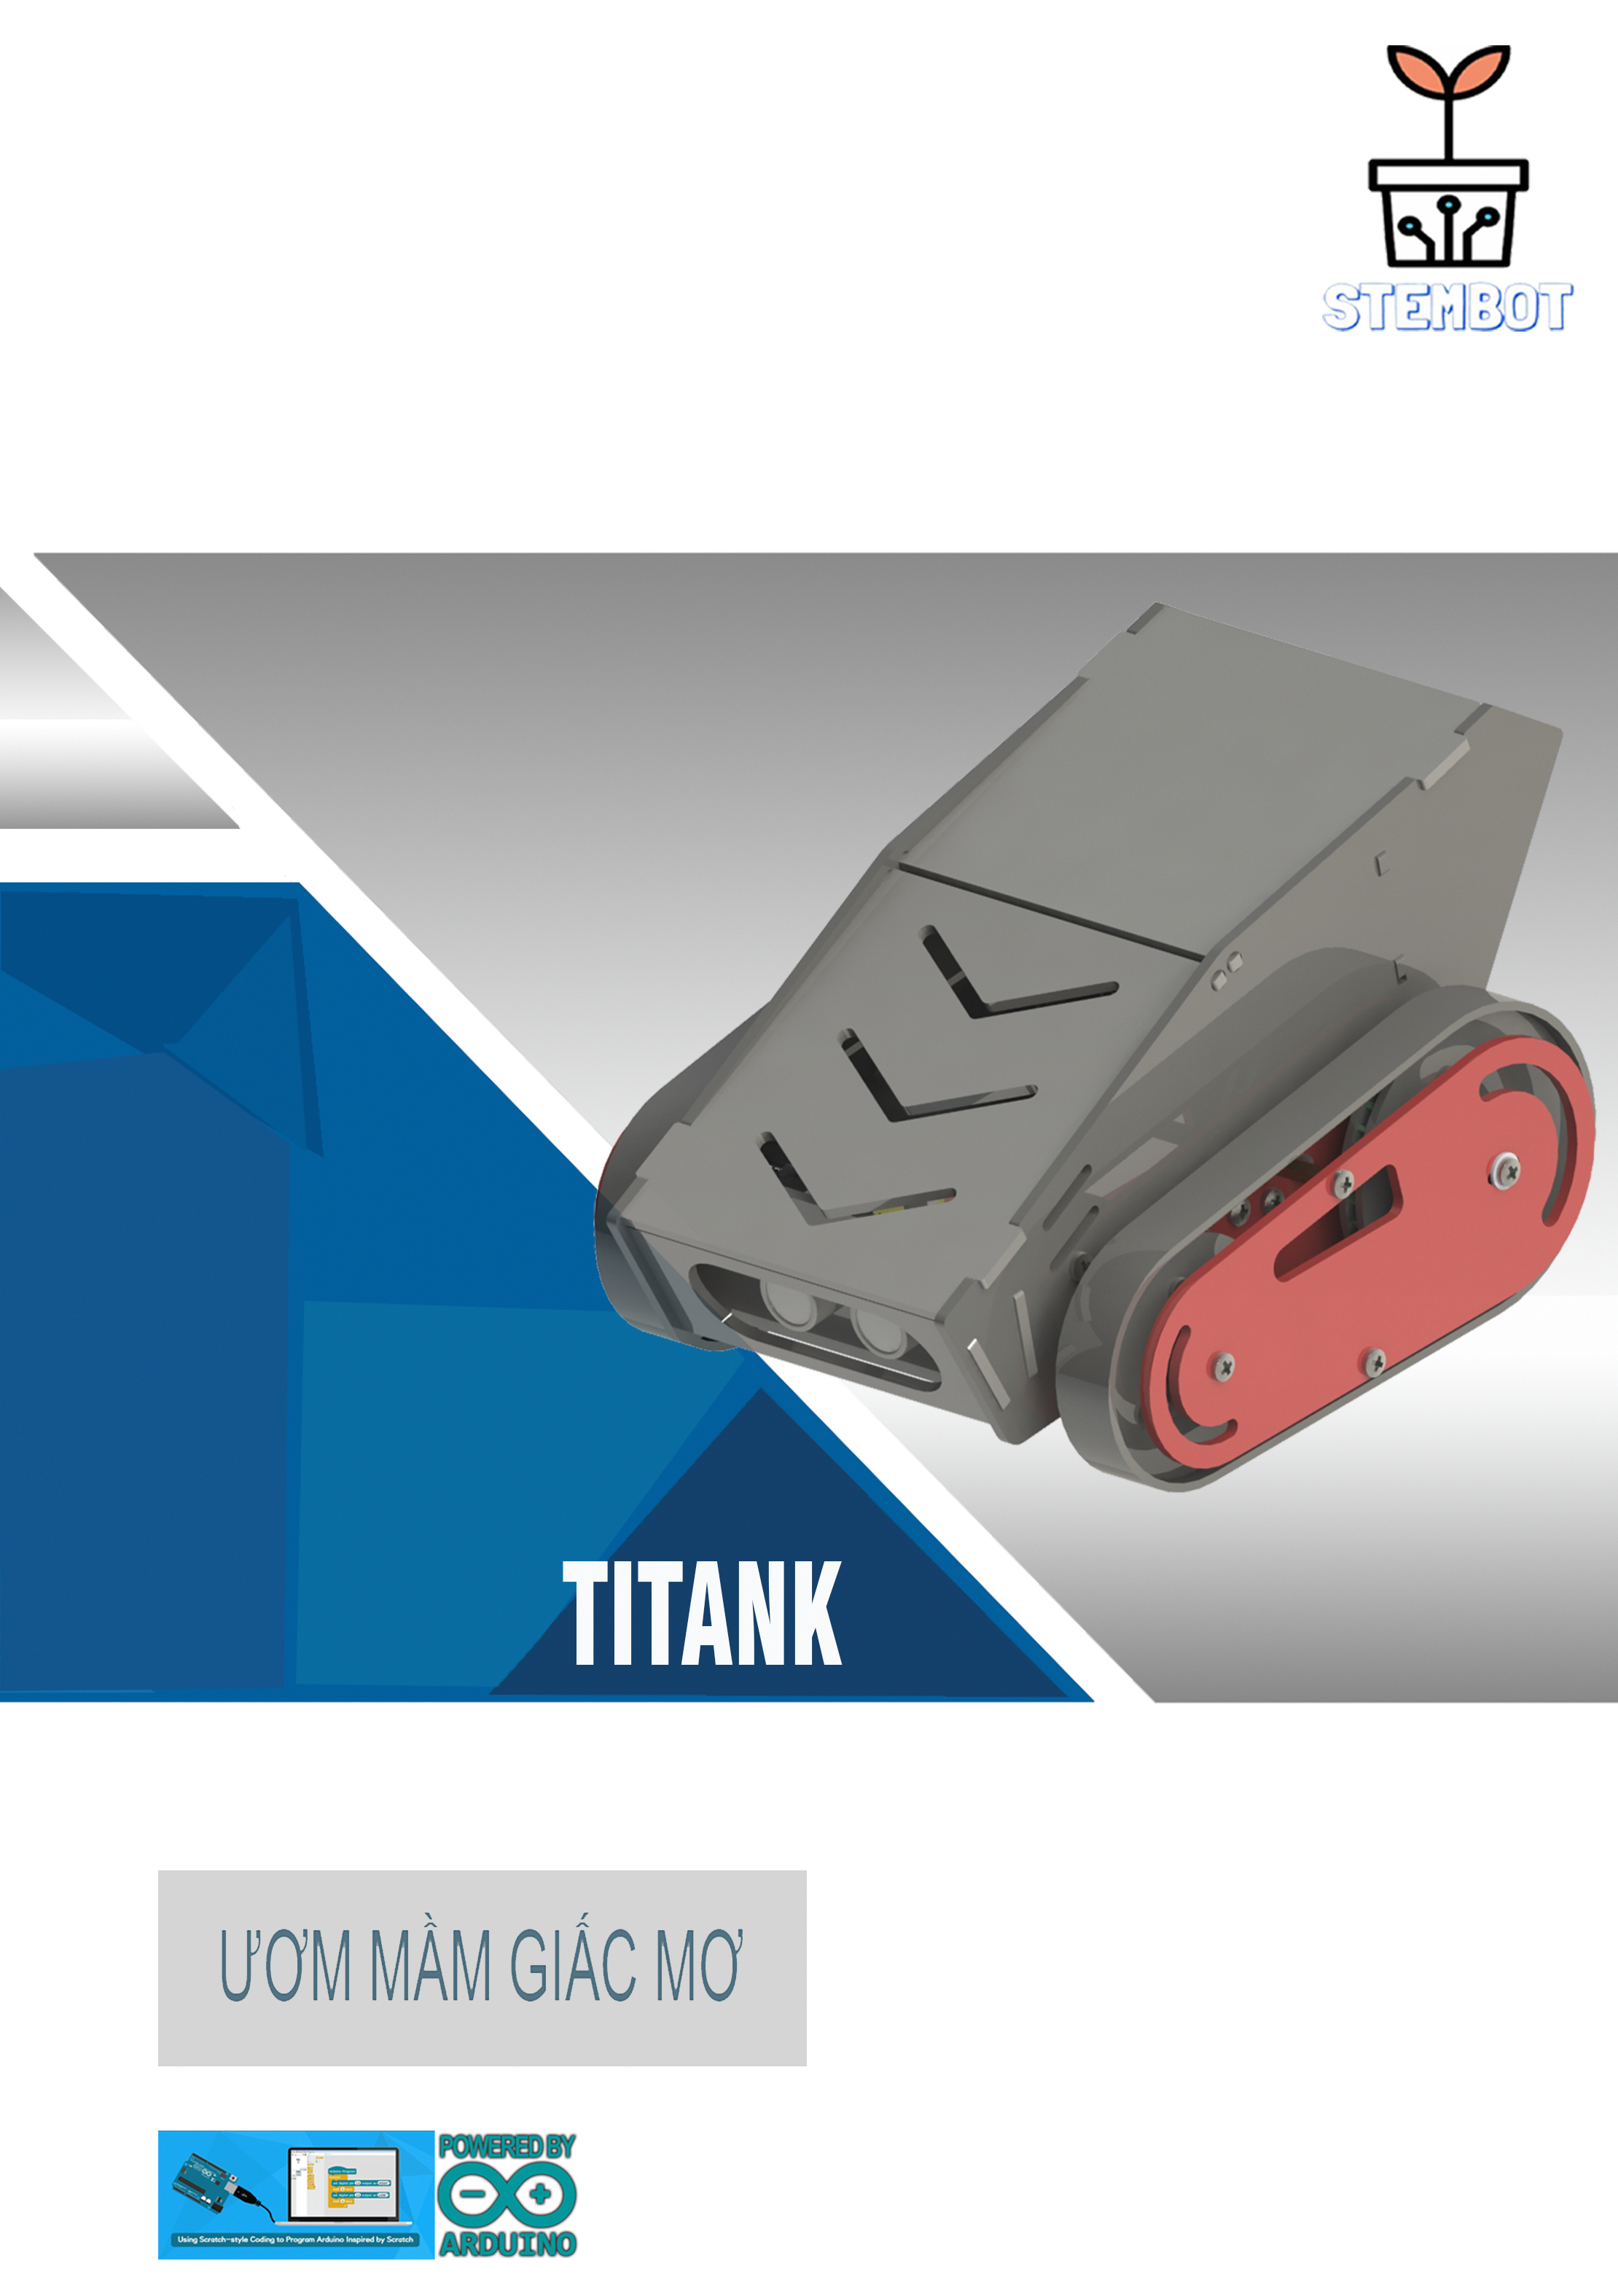 STEMBOT
TITANK
ƯƠM MẦM GIẤC MƠ
POWERED BY
ARDUINO
Using Scratch-style Coding to Program Arduino Inspired by Scratch